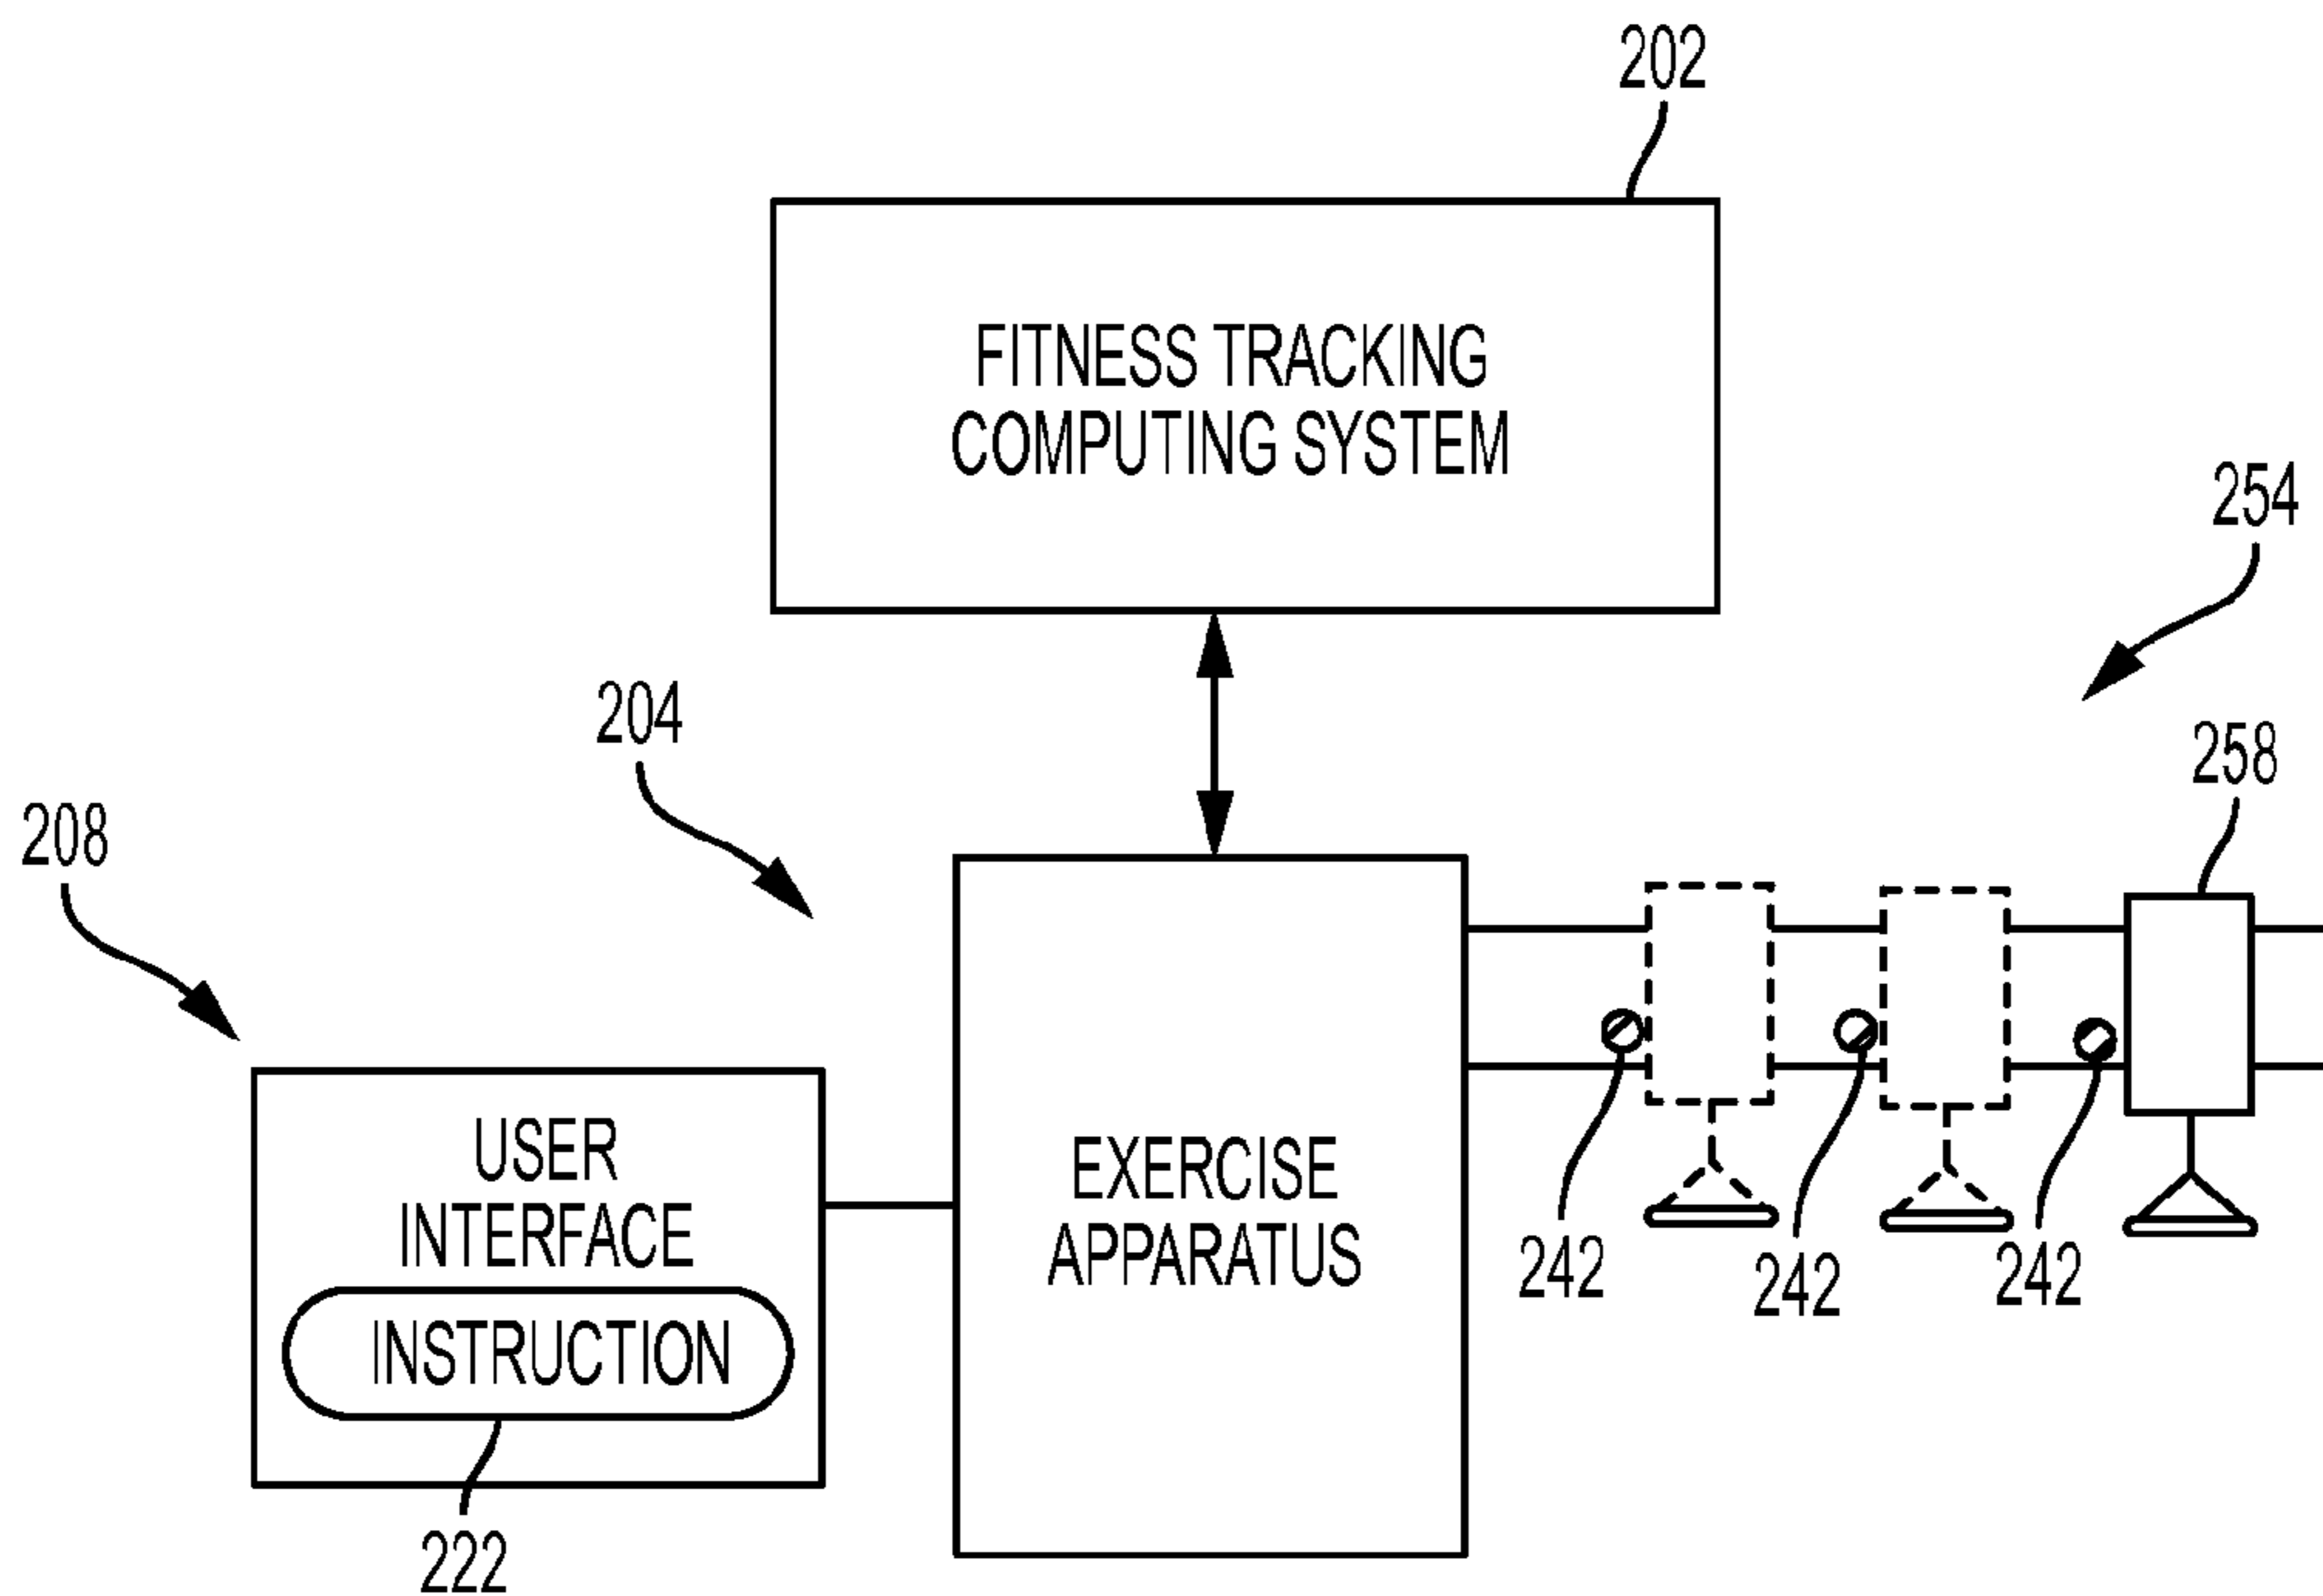 202
FITNESS TRACKING
COMPUTING SYSTEM
254
204
258
208
USER
INTERFACE
INSTRUCTION
EXERCISE
APPARATUS
242
242
242
222